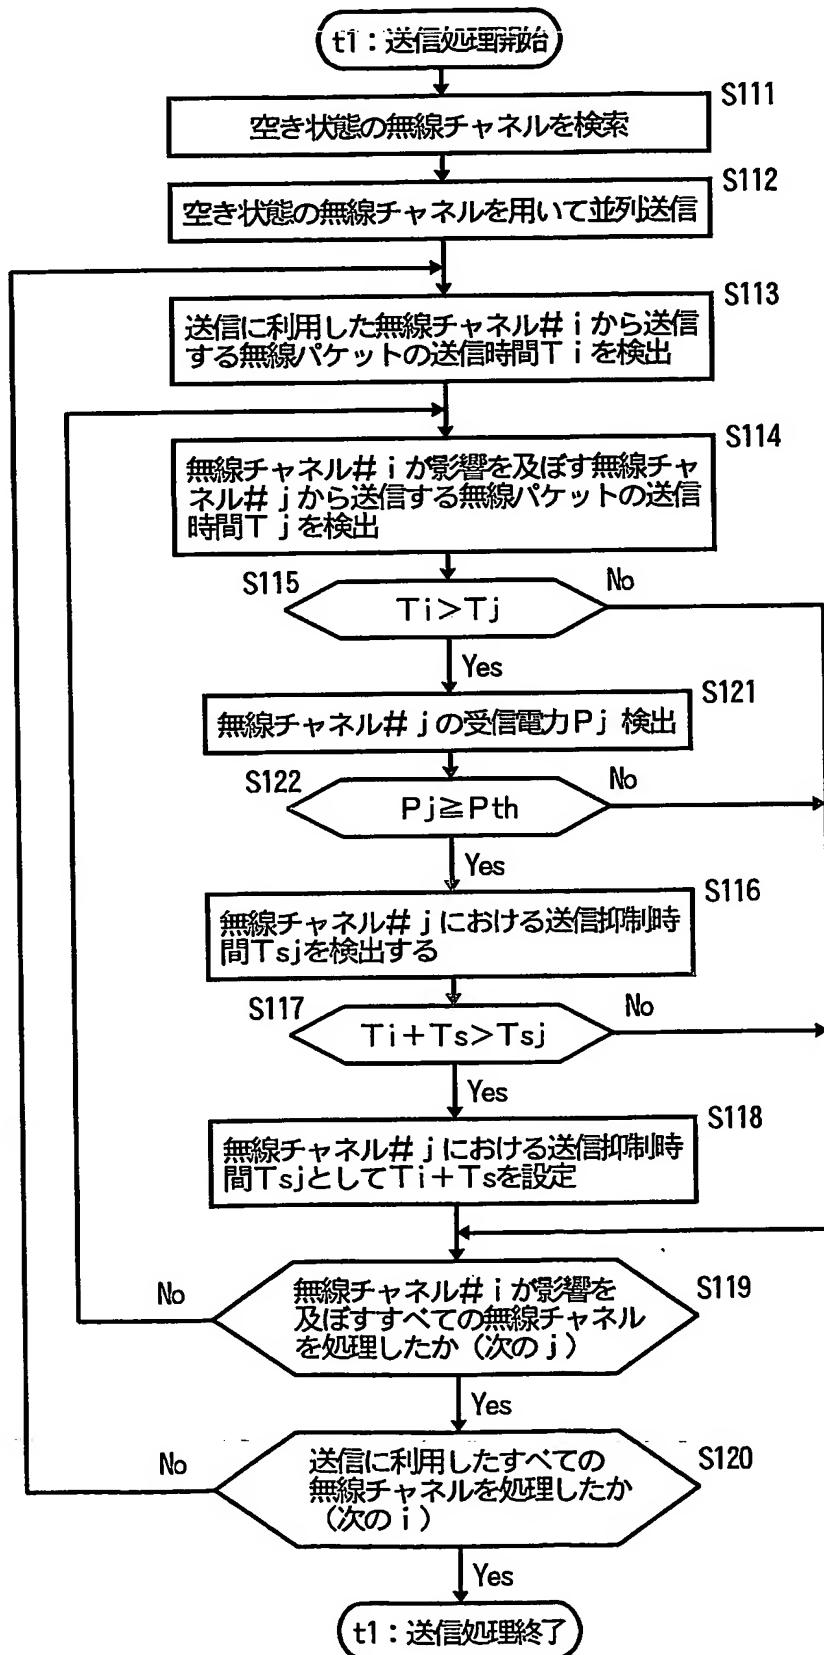 t1：送信処理開始
S111
空き状態の無線チャネルを検索
S112
空き状態の無線チャネルを用いて並列送信
S113
送信に利用した無線チャネル＃ｉから送信
する無線パケットの送信時間Ｔｉを検出
S114
無線チャネル＃ｉが影響を及ぼす無線チャ
ネル＃ｊから送信する無線パケットの送信
時間Ｔｊを検出
S115
Ｔｉ＞Ｔｊ
No
Yes
S121
無線チャネル＃ｊの受信電力Ｐｊ検出
S122
Ｐｊ≧Ｐth
No
Yes
S116
無線チャネル＃ｊにおける送信抑制時
間Ｔsjを検出する
S117
Ｔｉ＋Ｔs＞Ｔsj
No
Yes
S118
無線チャネル＃ｊにおける送信抑制時
間ＴsjとしてＴｉ＋Ｔsを設定
S119
無線チャネル＃ｉが影響を
及ぼすすべての無線チャネル
を処理したか（次のｊ）
No
Yes
S120
送信に利用したすべての
無線チャネルを処理したか
（次のｉ）
No
Yes
t1：送信処理終了